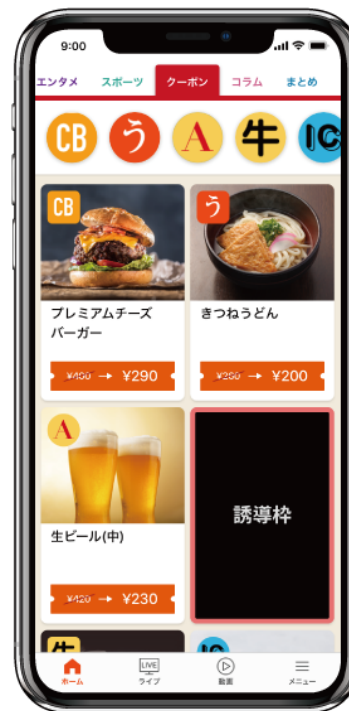 9:00
エンタメ スポーツ クーポン コラム まとめ
CB う A 牛 IC
CB
う
プレミアムチーズ
バーガー
きつねうどん
→ ¥290
→ ¥200
A
生ビール(中)
誘導枠
¥420 → ¥230
牛
IC
LIVE
ホーム ライブ 動画 メニュー